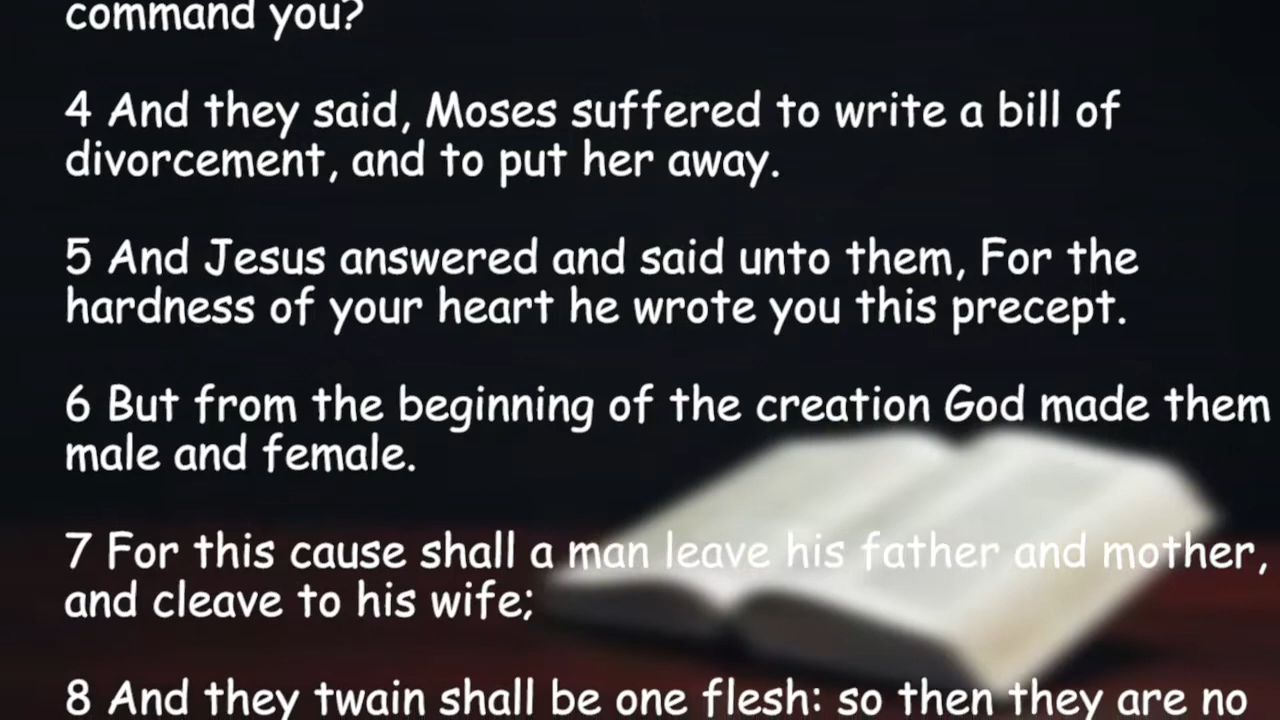 command you?
4 And they said, Moses suffered to write a bill of
divorcement, and to put her away.
5 And Jesus answered and said unto them, For the
hardness of your heart he wrote you this precept.
6 But from the beginning of the creation God made them
male and female.
7 For this cause shall a man leave his father and mother,
and cleave to his wife;
8 And they twain shall be one flesh: so then they are no